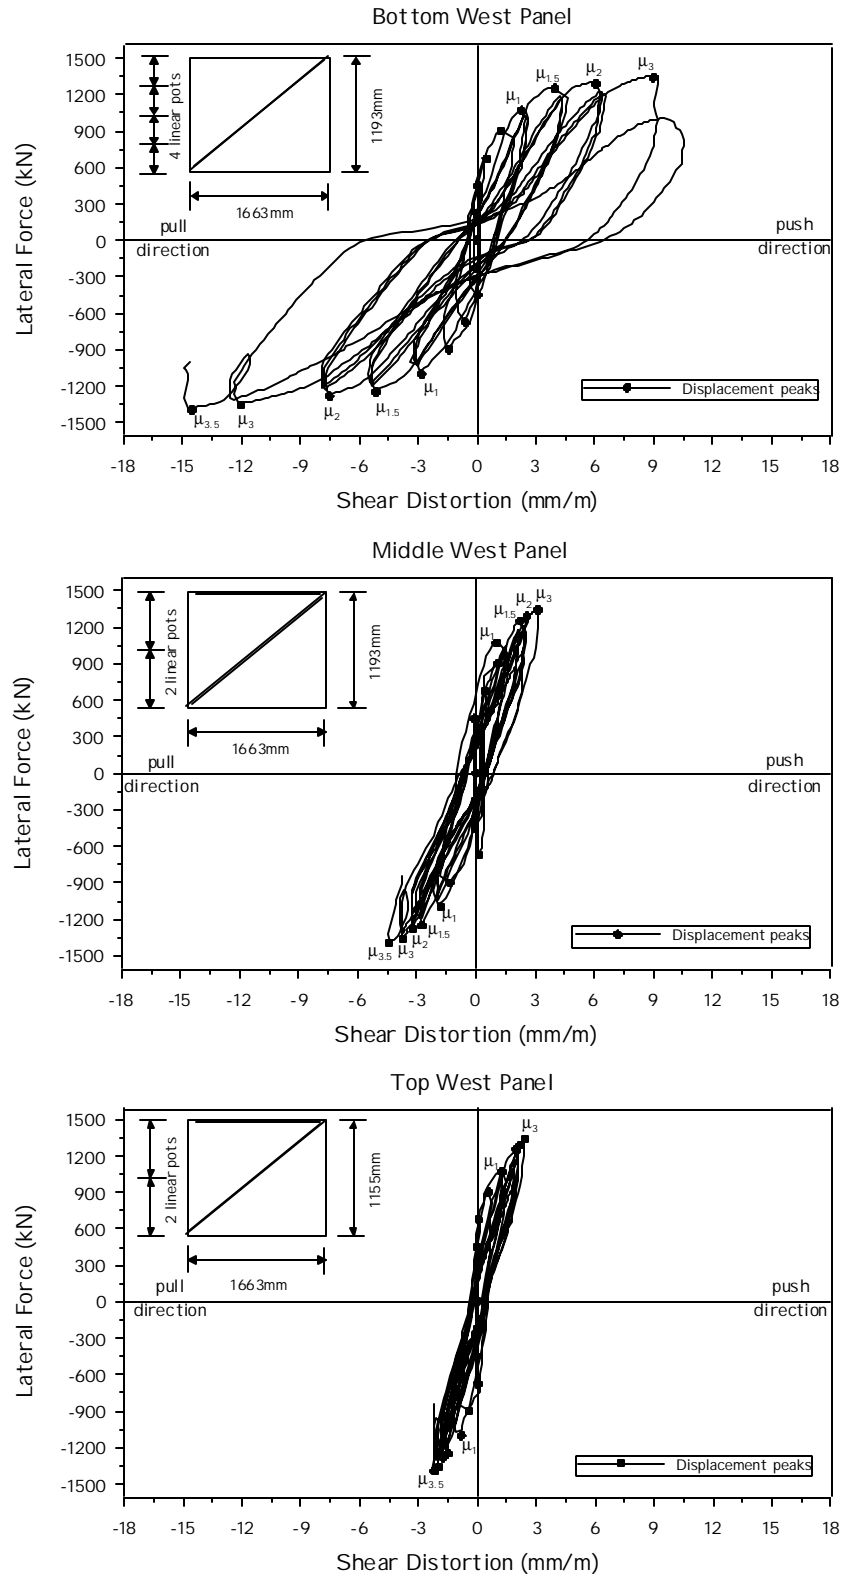 Bottom West Panel
1500
1200
900
600
300
0
-300
-600
-900
-1200
-1500
Lateral Force (kN)
4 linear pots
1193mm
1663mm
pull
direction
push
direction
μ1
μ1.5
μ2
μ3
μ1
μ1.5
μ2
μ3
μ3.5
Displacement peaks
-18 -15 -12 -9 -6 -3 0 3 6 9 12 15 18
Shear Distortion (mm/m)
Middle West Panel
1500
1200
900
600
300
0
-300
-600
-900
-1200
-1500
Lateral Force (kN)
2 linear pots
1193mm
1663mm
pull
direction
push
direction
μ1
μ1.5
μ2
μ3
μ1
μ1.5
μ2
μ3
μ3.5
Displacement peaks
-18 -15 -12 -9 -6 -3 0 3 6 9 12 15 18
Shear Distortion (mm/m)
Top West Panel
1500
1200
900
600
300
0
-300
-600
-900
-1200
-1500
Lateral Force (kN)
2 linear pots
1155mm
1663mm
pull
direction
push
direction
μ1
μ3
μ1
μ3.5
Displacement peaks
-18 -15 -12 -9 -6 -3 0 3 6 9 12 15 18
Shear Distortion (mm/m)